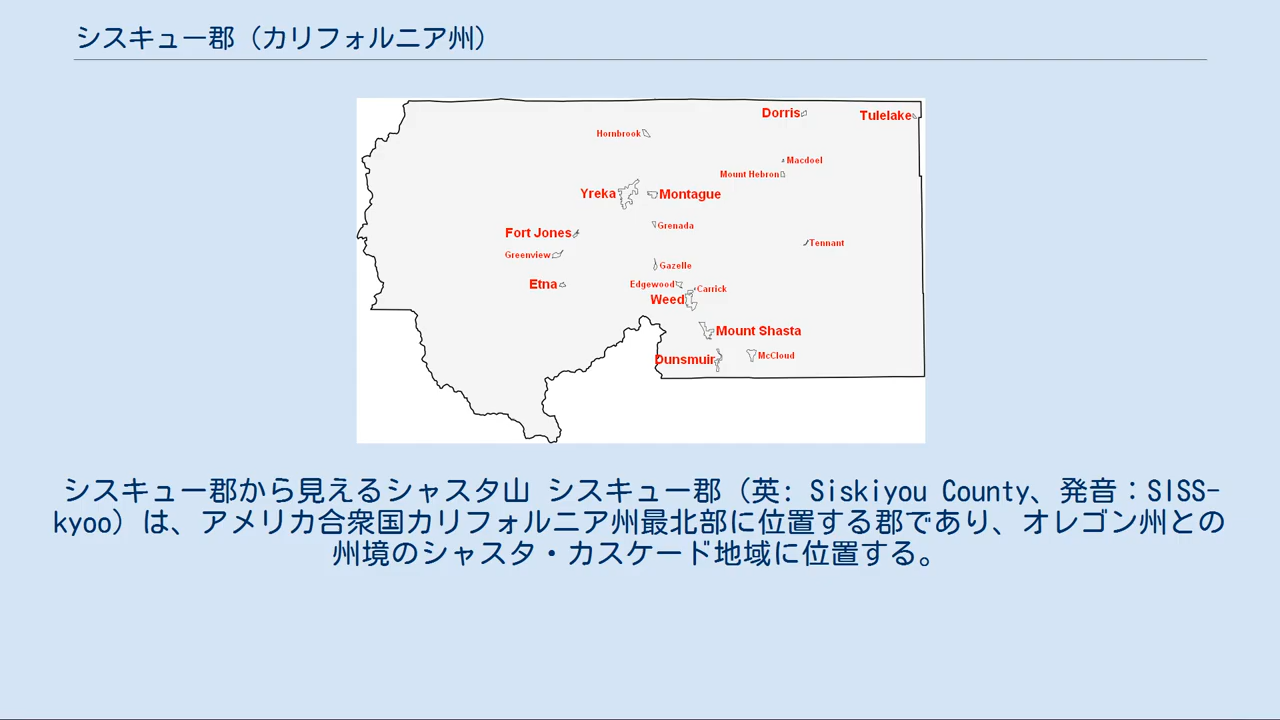 シスキュー郡（カリフォルニア州）
Dorris
Tulelake
Hornbrook
Macdoel
Mount Hebron
Yreka
Montague
Grenada
Fort Jones
Tennant
Greenview
Gazelle
Etna
Edgewood
Carrick
Weed
Mount Shasta
Dunsmuir
McCloud
シスキュー郡から見えるシャスタ山 シスキュー郡（英: Siskiyou County、発音：SISS-
kyoo）は、アメリカ合衆国カリフォルニア州最北部に位置する郡であり、オレゴン州との
州境のシャスタ・カスケード地域に位置する。